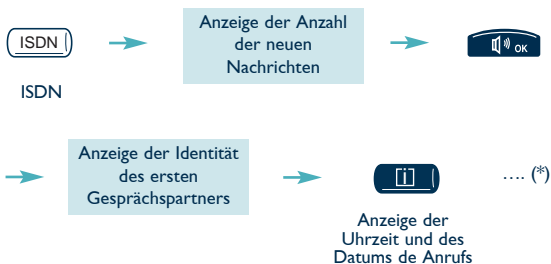 ISDN
Anzeige der Anzahl
der neuen
Nachrichten
OK
ISDN
Anzeige der Identität
des ersten
Gesprächspartners
[i]
…. (*)
Anzeige der
Uhrzeit und des
Datums de Anrufs